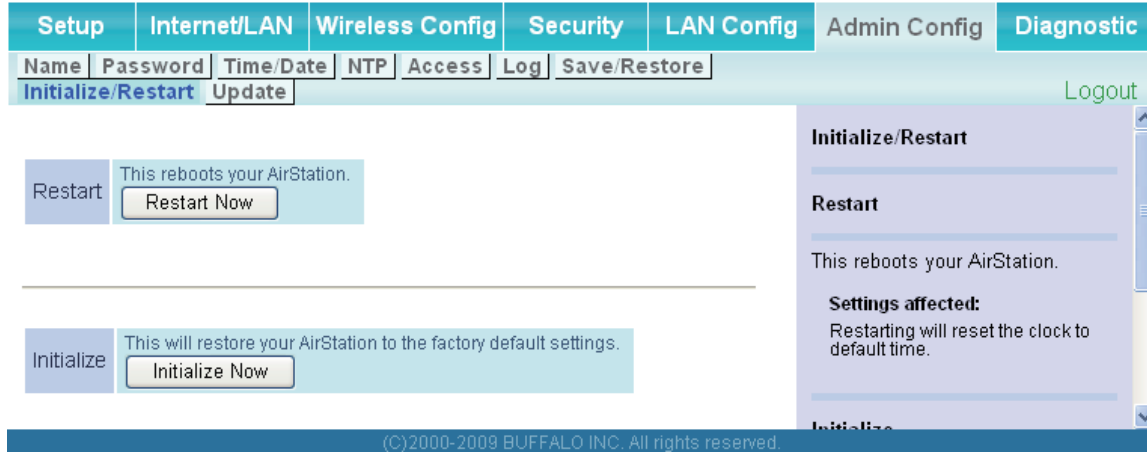 Setup Internet/LAN Wireless Config Security LAN Config Admin Config Diagnostic
Name Password Time/Date NTP Access Log Save/Restore
Initialize/Restart Update
Logout
Restart
This reboots your AirStation.
Restart Now
Initialize
This will restore your AirStation to the factory default settings.
Initialize Now
Initialize/Restart
Restart
This reboots your AirStation.
Settings affected:
Restarting will reset the clock to
default time.
Initialize
(C)2000-2009 BUFFALO INC. All rights reserved.